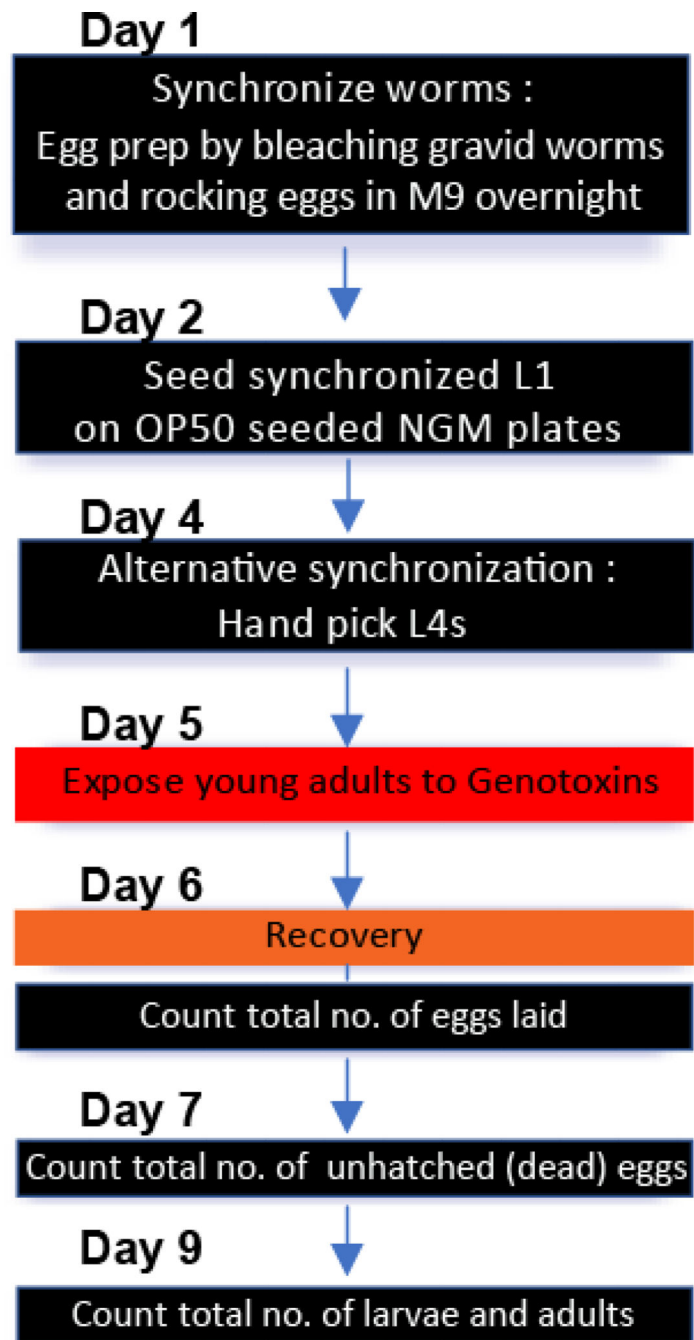 Day 1
Synchronize worms :
Egg prep by bleaching gravid worms
and rocking eggs in M9 overnight
Day 2
Seed synchronized L1
on OP50 seeded NGM plates
Day 4
Alternative synchronization :
Hand pick L4s
Day 5
Expose young adults to Genotoxins
Day 6
Recovery
Count total no. of eggs laid
Day 7
Count total no. of unhatched (dead) eggs
Day 9
Count total no. of larvae and adults